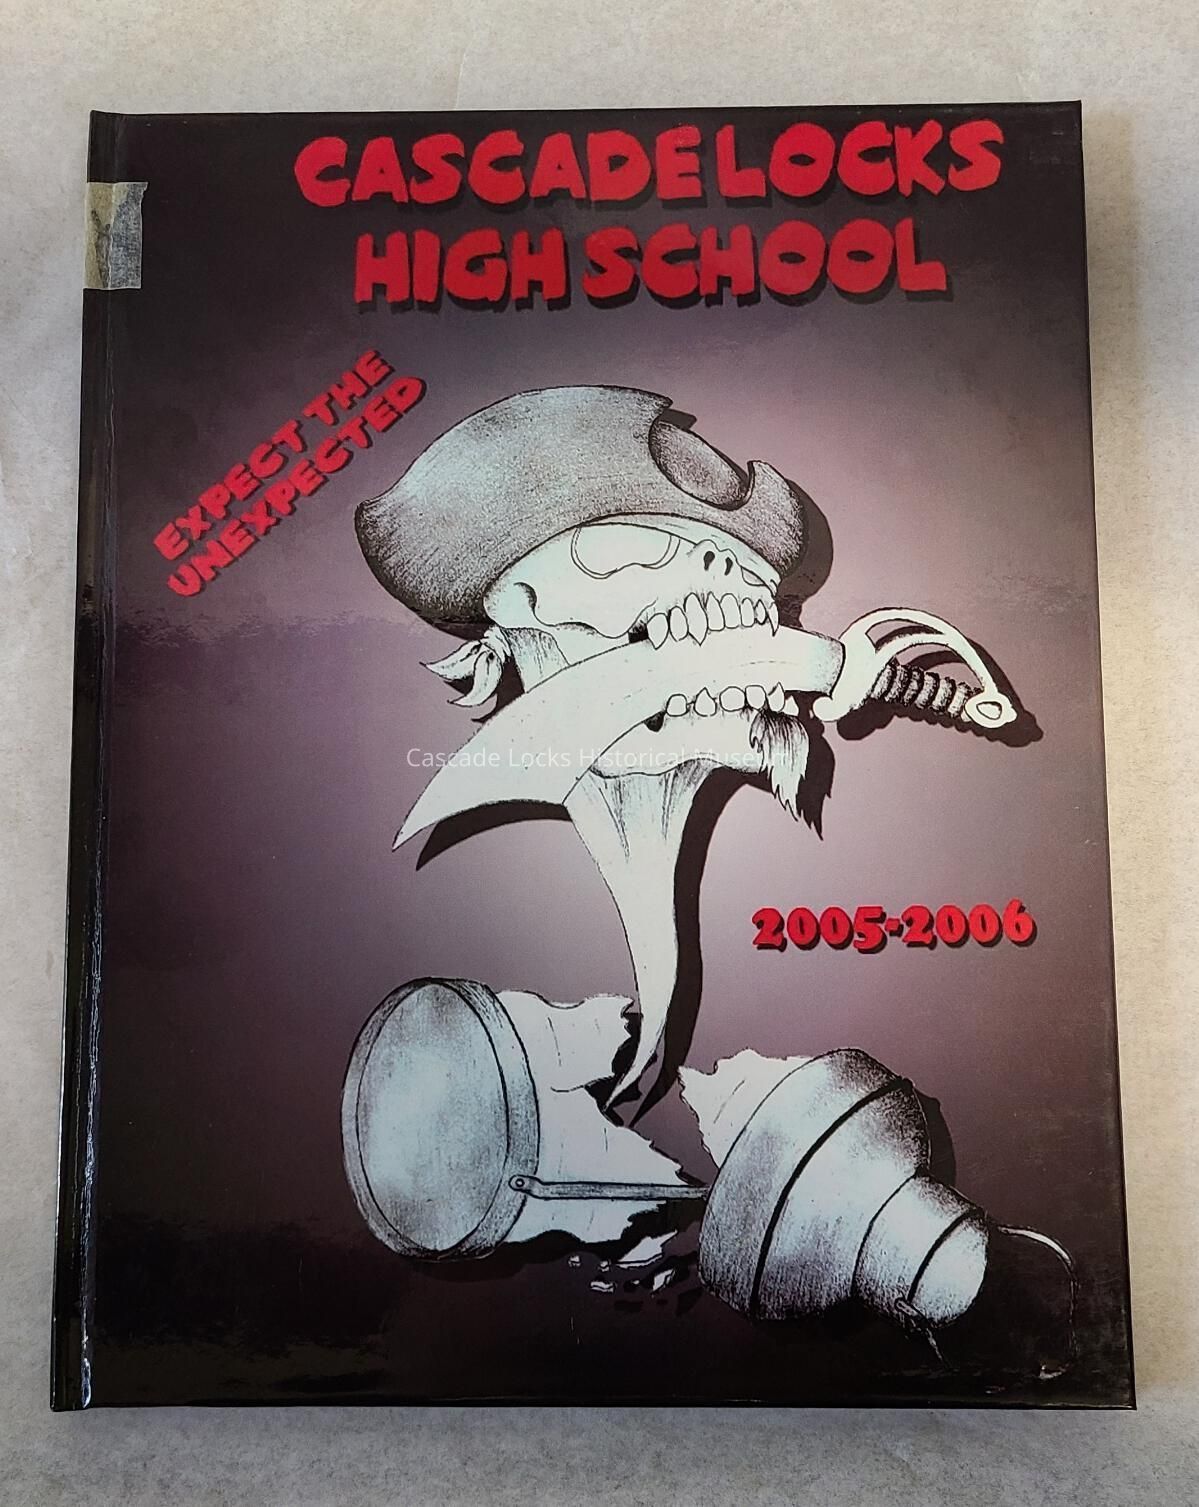 CASCADE LOCKS
HIGH SCHOOL
EXPECT THE
UNEXPECTED
Cascade Locks Historical Museum
2005-2006